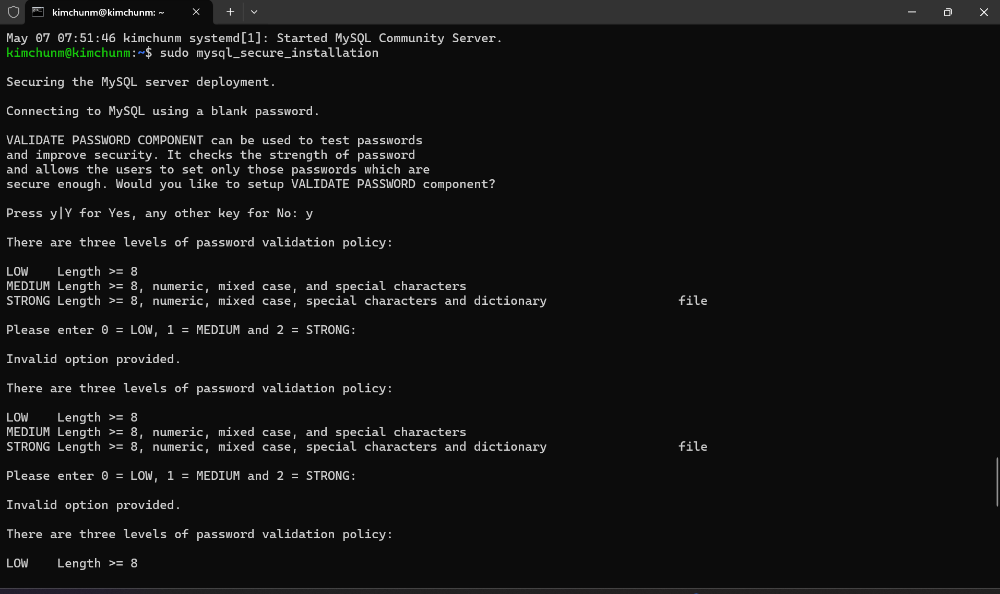 kimchunm@kimchunm: ~
May 07 07:51:46 kimchunm systemd[1]: Started MySQL Community Server.
kimchunm@kimchunm:~$ sudo mysql_secure_installation
Securing the MySQL server deployment.
Connecting to MySQL using a blank password.
VALIDATE PASSWORD COMPONENT can be used to test passwords
and improve security. It checks the strength of password
and allows the users to set only those passwords which are
secure enough. Would you like to setup VALIDATE PASSWORD component?
Press y|Y for Yes, any other key for No: y
There are three levels of password validation policy:
LOW    Length >= 8
MEDIUM Length >= 8, numeric, mixed case, and special characters
STRONG Length >= 8, numeric, mixed case, special characters and dictionary                  file
Please enter 0 = LOW, 1 = MEDIUM and 2 = STRONG:
Invalid option provided.
There are three levels of password validation policy:
LOW    Length >= 8
MEDIUM Length >= 8, numeric, mixed case, and special characters
STRONG Length >= 8, numeric, mixed case, special characters and dictionary                  file
Please enter 0 = LOW, 1 = MEDIUM and 2 = STRONG:
Invalid option provided.
There are three levels of password validation policy:
LOW    Length >= 8